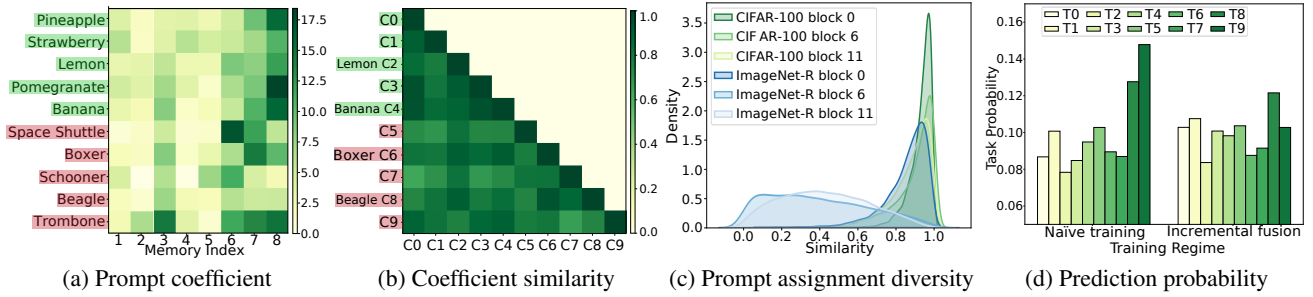 Pineapple
Strawberry
Lemon
Pomegranate
Banana
Space Shuttle
Boxer
Schooner
Beagle
Trombone
1 2 3 4 5 6 7 8
Memory Index
17.5
15.0
12.5
10.0
7.5
5.0
2.5
0.0
(a) Prompt coefficient
C0
C1
Lemon C2
C3
Banana C4
C5
Boxer C6
C7
Beagle C8
C9
C0 C1 C2 C3 C4 C5 C6 C7 C8 C9
1.0
0.8
0.6
0.4
0.2
0.0
(b) Coefficient similarity
Density
3.5
3.0
2.5
2.0
1.5
1.0
0.5
0.0
CIFAR-100 block 0
CIF AR-100 block 6
CIFAR-100 block 11
ImageNet-R block 0
ImageNet-R block 6
ImageNet-R block 11
0.0 0.2 0.4 0.6 0.8 1.0
Similarity
(c) Prompt assignment diversity
Task Probability
0.16
0.14
0.12
0.10
0.08
0.06
T0 T2 T4 T6 T8
T1 T3 T5 T7 T9
Naïve training Incremental fusion
Training Regime
(d) Prediction probability